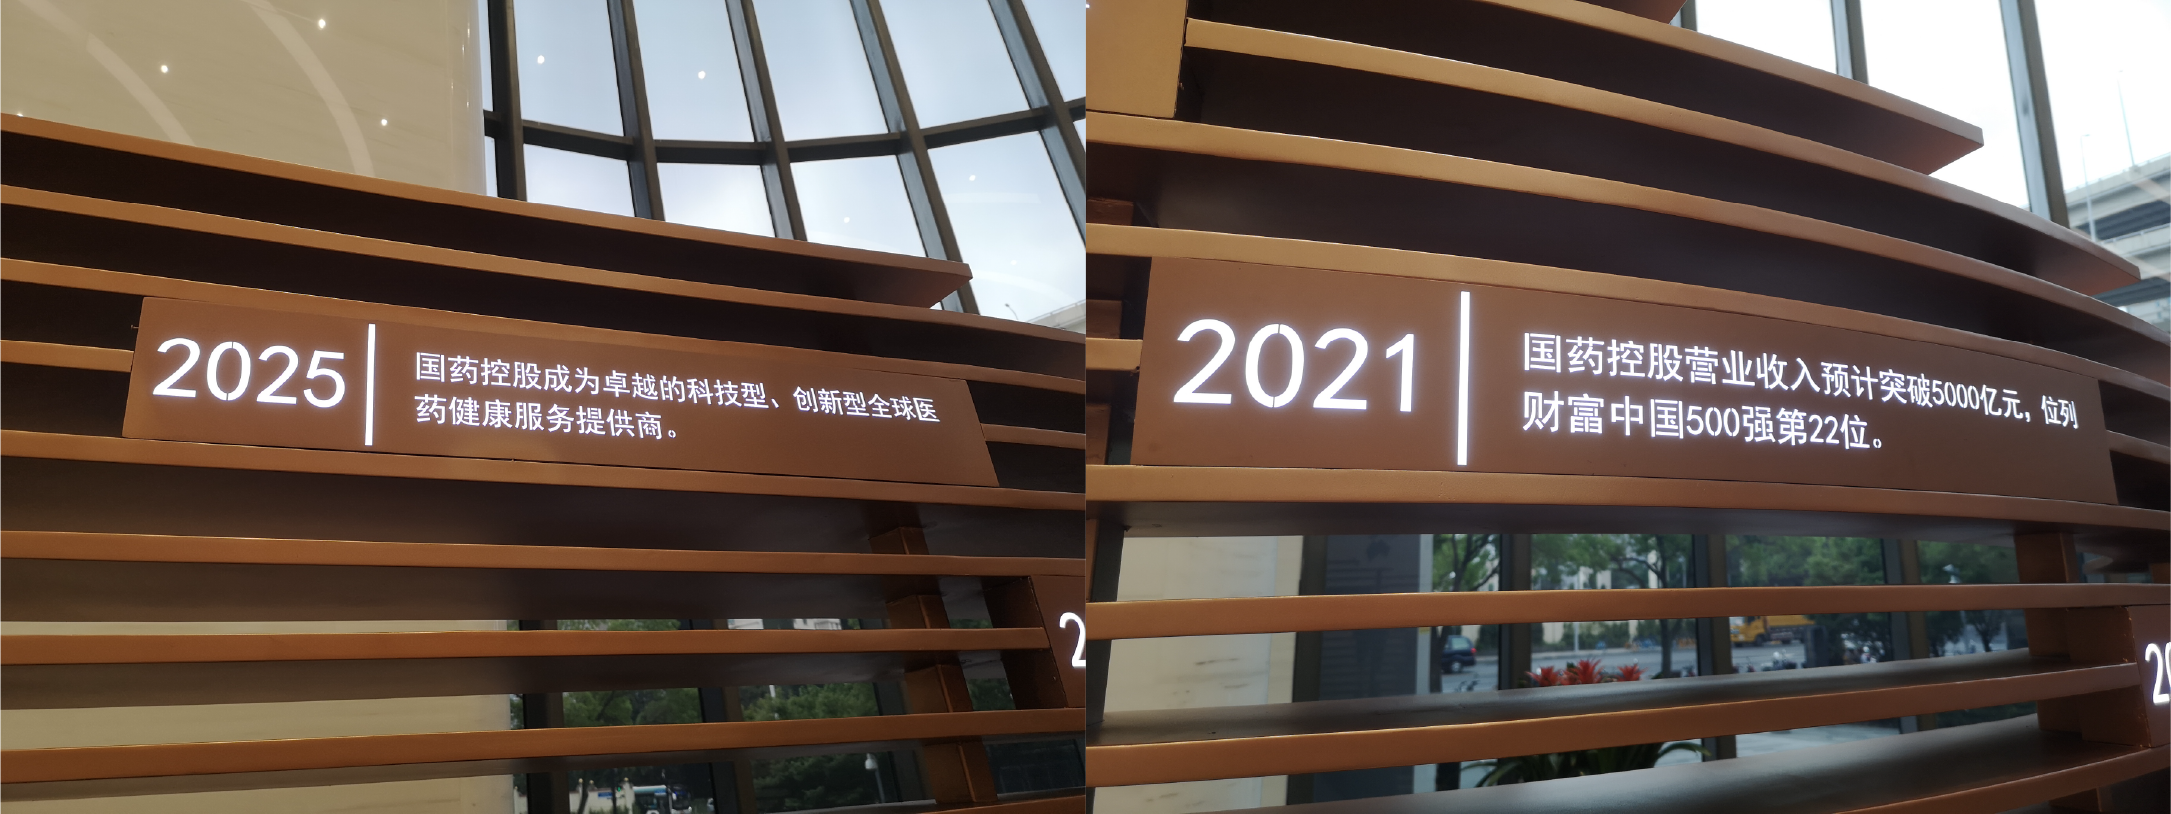 2025
国药控股成为卓越的科技型、创新型全球医
药健康服务提供商。
2
2021
国药控股营业收入预计突破5000亿元，位列
财富中国500强第22位。
20